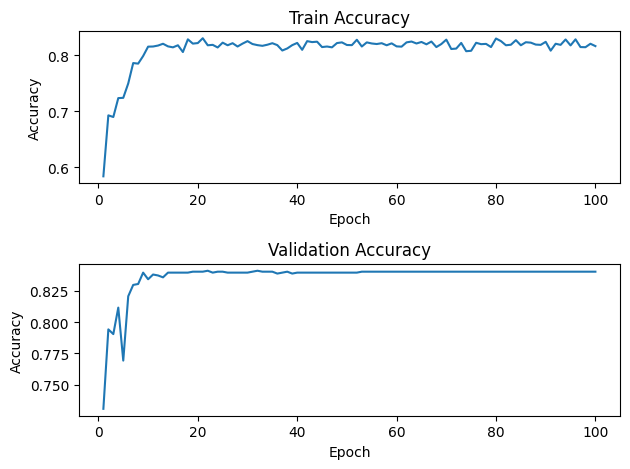 Train Accuracy
Accuracy
0.8
0.7
0.6
0 20 40 60 80 100
Epoch
Validation Accuracy
Accuracy
0.825
0.800
0.775
0.750
0 20 40 60 80 100
Epoch